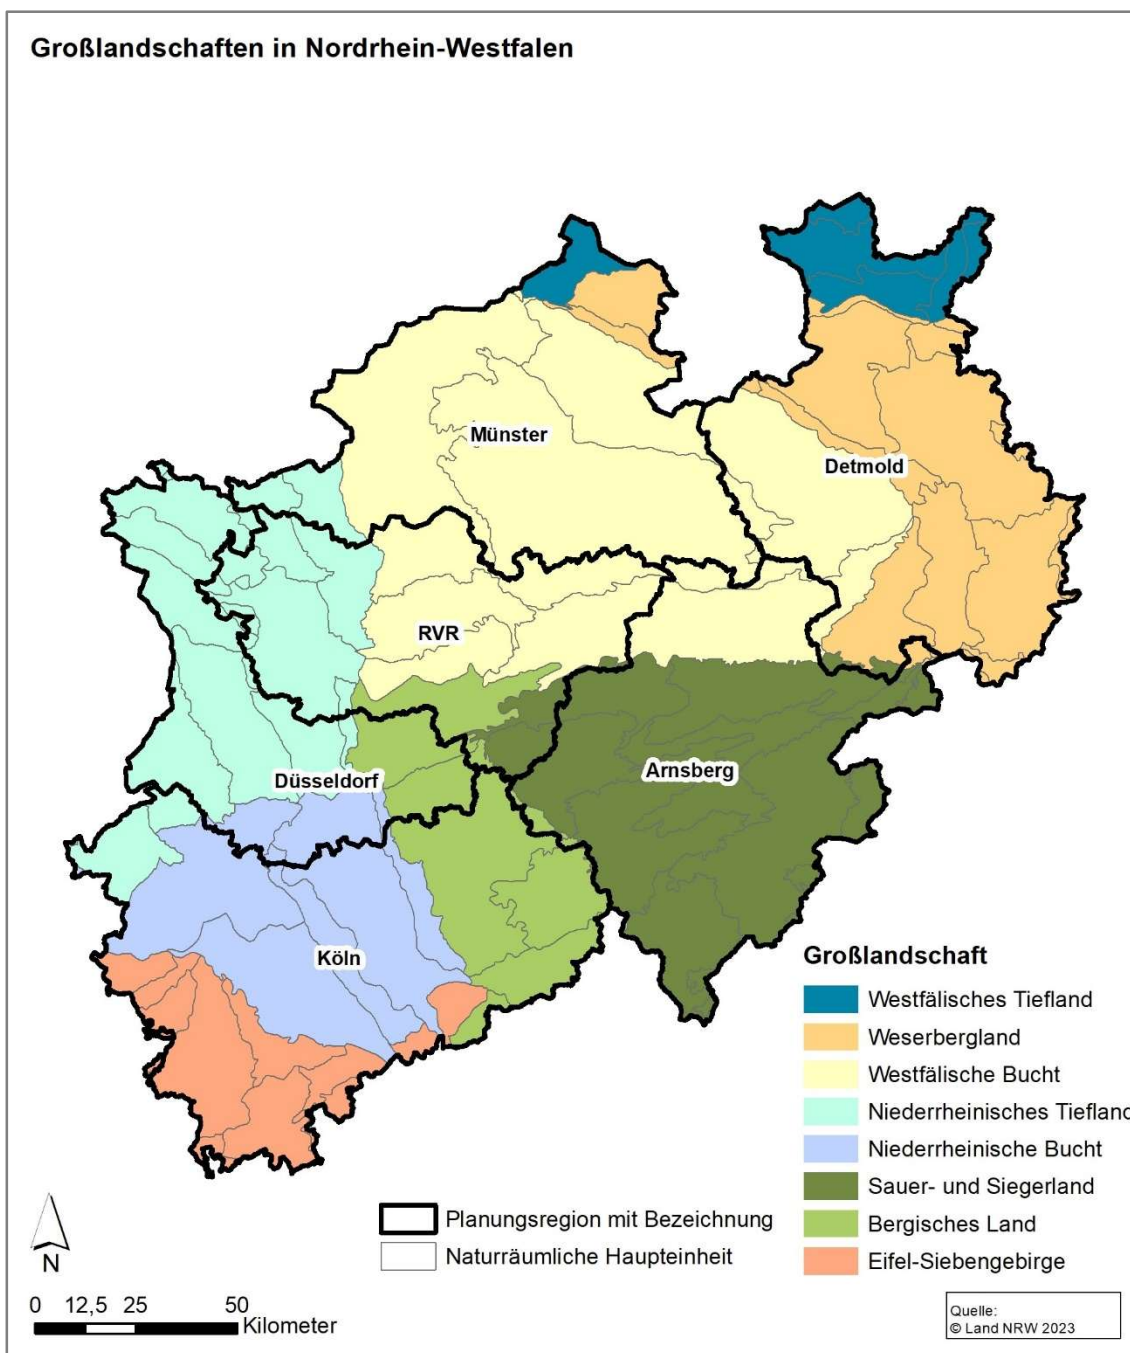 Großlandschaften in Nordrhein-Westfalen
Münster
Detmold
RVR
Arnsberg
Düsseldorf
Köln
Großlandschaft
Westfälisches Tiefland
Weserbergland
Westfälische Bucht
Niederrheinisches Tiefland
Niederrheinische Bucht
Sauer- und Siegerland
Bergisches Land
Eifel-Siebengebirge
Planungsregion mit Bezeichnung
Naturräumliche Haupteinheit
N
0 12,5 25 50
Kilometer
Quelle:
© Land NRW 2023